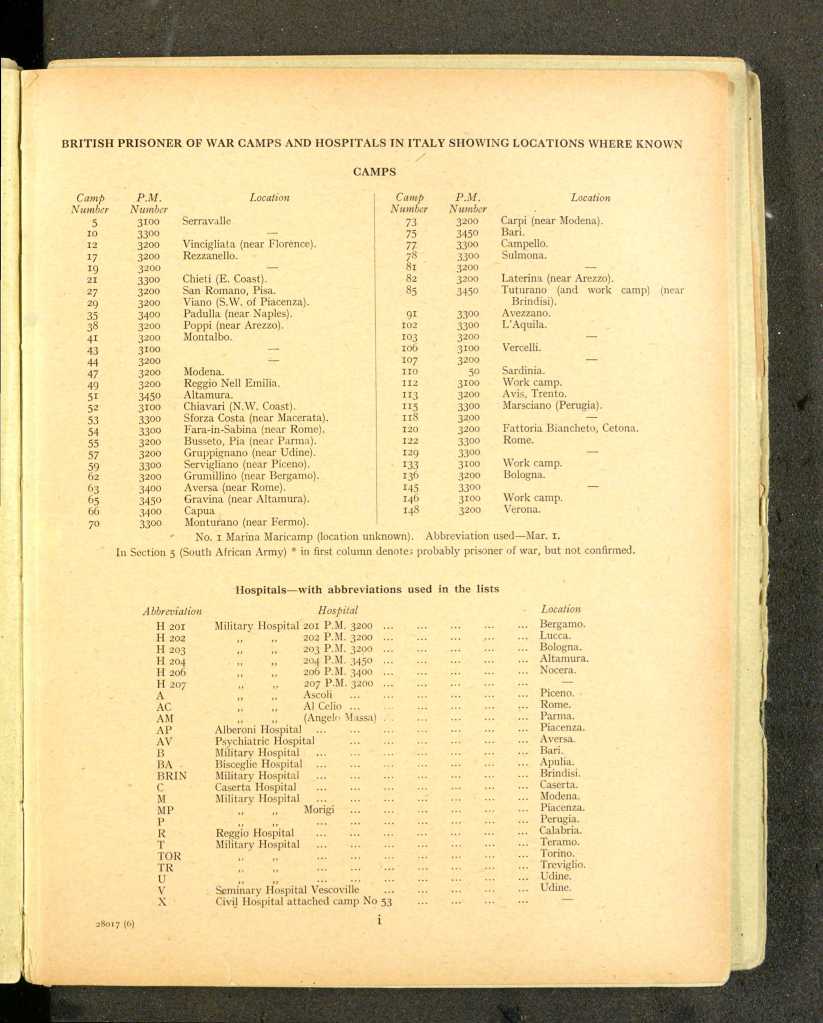 BRITISH PRISONER OF WAR CAMPS AND HOSPITALS IN ITALY SHOWING LOCATIONS WHERE KNOWN
CAMPS
Camp Number P.M. Number Location
5 3100 Serravalle
10 3300 —
12 3200 Vincigliata (near Florence).
17 3200 Rezzanello.
19 3200 —
21 3300 Chieti (E. Coast).
27 3200 San Romano, Pisa.
29 3200 Viano (S.W. of Piacenza).
35 3400 Padulla (near Naples).
38 3200 Poppi (near Arezzo).
41 3200 Montalbo.
43 3100 —
44 3200 —
47 3200 Modena.
49 3200 Reggio Nell Emilia.
51 3450 Altamura.
52 3100 Chiavari (N.W. Coast).
53 3300 Sforza Costa (near Macerata).
54 3300 Fara-in-Sabina (near Rome).
55 3200 Busseto, Pia (near Parma).
57 3200 Gruppignano (near Udine).
59 3300 Servigliano (near Piceno).
62 3200 Grumillino (near Bergamo).
63 3400 Aversa (near Rome).
65 3450 Gravina (near Altamura).
66 3400 Capua
70 3300 Monturano (near Fermo).
Camp Number P.M. Number Location
73 3200 Carpi (near Modena).
75 3450 Bari.
77 3300 Campello.
78 3300 Sulmona.
81 3200 —
82 3200 Laterina (near Arezzo).
85 3450 Tuturano (and work camp) (near
Brindisi).
91 3300 Avezzano.
102 3300 L'Aquila.
103 3200 —
106 3100 Vercelli.
107 3200 —
110 50 Sardinia.
112 3100 Work camp.
113 3200 Avis, Trento.
115 3300 Marsciano (Perugia).
118 3200 —
120 3200 Fattoria Biancheto, Cetona.
122 3300 Rome.
129 3300 —
133 3100 Work camp.
136 3200 Bologna.
145 3300 —
146 3100 Work camp.
148 3200 Verona.
No. 1 Marina Maricamp (location unknown). Abbreviation used—Mar. 1.
In Section 5 (South African Army) * in first column denotes probably prisoner of war, but not confirmed.
Hospitals—with abbreviations used in the lists
Abbreviation Hospital Location
H 201 Military Hospital 201 P.M. 3200 ... ... ... ... ... Bergamo.
H 202 ,, ,, 202 P.M. 3200 ... ... ... ... ... Lucca.
H 203 ,, ,, 203 P.M. 3200 ... ... ... ... ... Bologna.
H 204 ,, ,, 204 P.M. 3450 ... ... ... ... ... Altamura.
H 206 ,, ,, 206 P.M. 3400 ... ... ... ... ... Nocera.
H 207 ,, ,, 207 P.M. 3200 ... ... ... ... ... —
A ,, ,, Ascoli ... ... ... ... ... ... Piceno.
AC ,, ,, Al Celio ... ... ... ... ... ... Rome.
AM ,, ,, (Angelo Massa) ... ... ... ... ... Parma.
AP Alberoni Hospital ... ... ... ... ... ... ... Piacenza.
AV Psychiatric Hospital ... ... ... ... ... ... Aversa.
B Military Hospital ... ... ... ... ... ... ... Bari.
BA Bisceglie Hospital ... ... ... ... ... ... ... Apulia.
BRIN Military Hospital ... ... ... ... ... ... ... Brindisi.
C Caserta Hospital ... ... ... ... ... ... ... Caserta.
M Military Hospital ... ... ... ... ... ... ... Modena.
MP ,, ,, Morigi ... ... ... ... ... ... Piacenza.
P ,, ,, ... ... ... ... ... ... ... Perugia.
R Reggio Hospital ... ... ... ... ... ... ... Calabria.
T Military Hospital ... ... ... ... ... ... ... Teramo.
TOR ,, ,, ... ... ... ... ... ... ... Torino.
TR ,, ,, ... ... ... ... ... ... ... Treviglio.
U ,, ,, ... ... ... ... ... ... ... Udine.
V Seminary Hospital Vescoville ... ... ... ... ... Udine.
X Civil Hospital attached camp No 53 ... ... ... ... —
28017 (6) i